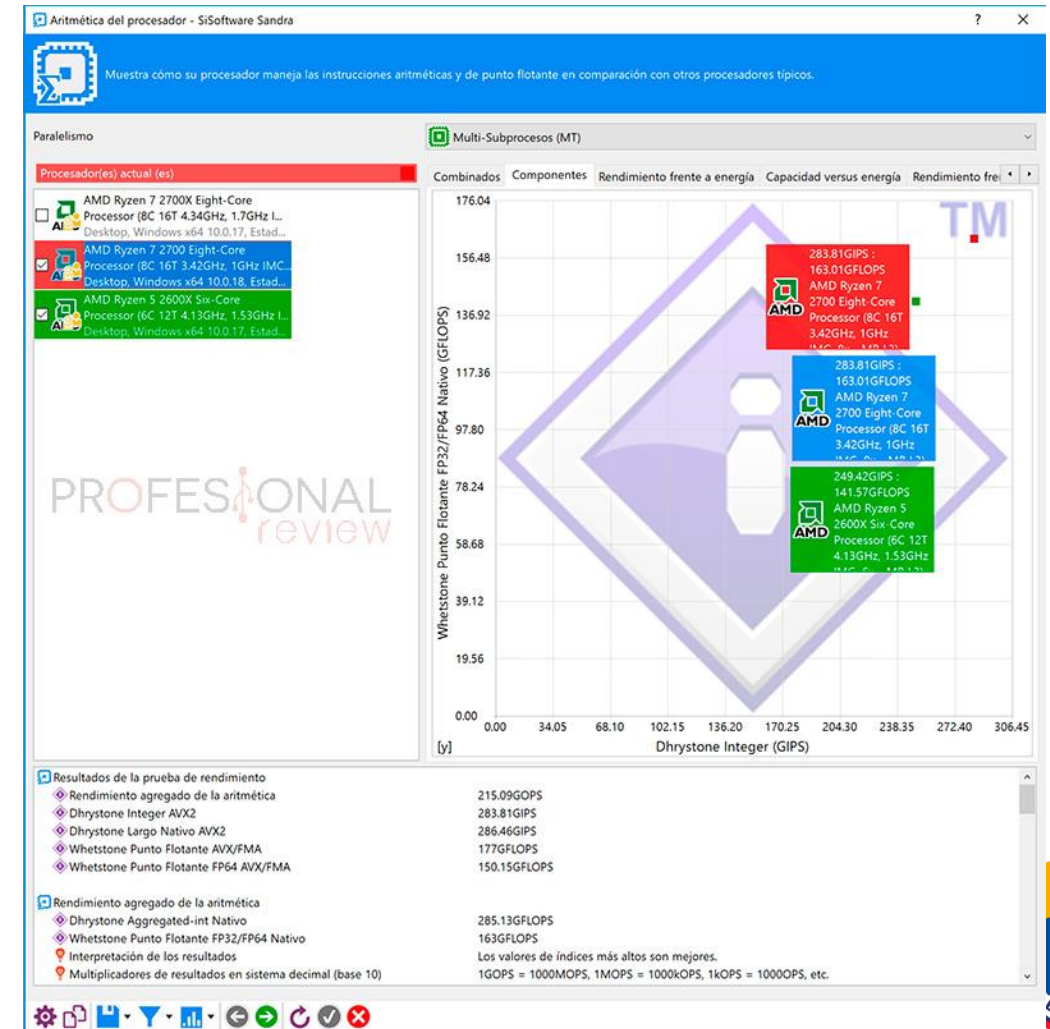 Aritmética del procesador - SiSoftware Sandra
Muestra cómo su procesador maneja las instrucciones aritméticas y de punto flotante en comparación con otros procesadores típicos.
Paralelismo
Multi-Subprocesos (MT)
Procesador(es) actual (es)
AMD Ryzen 7 2700X Eight-Core
Processor (8C 16T 4.34GHz, 1.7GHz I...
Desktop, Windows x64 10.0.17, Estad...
AMD Ryzen 7 2700 Eight-Core
Processor (8C 16T 3.42GHz, 1GHz IMC...
Desktop, Windows x64 10.0.18, Estad...
AMD Ryzen 5 2600X Six-Core
Processor (6C 12T 4.13GHz, 1.53GHz I...
Desktop, Windows x64 10.0.17, Estad...
PROFESIONAL
review
Combinados Componentes Rendimiento frente a energía Capacidad versus energía Rendimiento fre
176.04
156.48
136.92
117.36
97.80
78.24
58.68
39.12
19.56
0.00
Whetstone Punto Flotante FP32/FP64 Nativo (GFLOPS)
TM
283.81GIPS :
163.01GFLOPS
AMD Ryzen 7
2700 Eight-Core
Processor (8C 16T
3.42GHz, 1GHz
AMD
283.81GIPS :
163.01GFLOPS
AMD Ryzen 7
2700 Eight-Core
Processor (8C 16T
3.42GHz, 1GHz
AMD
249.42GIPS :
141.57GFLOPS
AMD Ryzen 5
2600X Six-Core
Processor (6C 12T
4.13GHz, 1.53GHz
AMD
0.00 34.05 68.10 102.15 136.20 170.25 204.30 238.35 272.40 306.45
[y] Dhrystone Integer (GIPS)
Resultados de la prueba de rendimiento
Rendimiento agregado de la aritmética 215.09GOPS
Dhrystone Integer AVX2 283.81GIPS
Dhrystone Largo Nativo AVX2 286.46GIPS
Whetstone Punto Flotante AVX/FMA 177GFLOPS
Whetstone Punto Flotante FP64 AVX/FMA 150.15GFLOPS
Rendimiento agregado de la aritmética
Dhrystone Aggregated-int Nativo 285.13GFLOPS
Whetstone Punto Flotante FP32/FP64 Nativo 163GFLOPS
Interpretación de los resultados Los valores de índices más altos son mejores.
Multiplicadores de resultados en sistema decimal (base 10) 1GOPS = 1000MOPS, 1MOPS = 1000kOPS, 1kOPS = 1000OPS, etc.